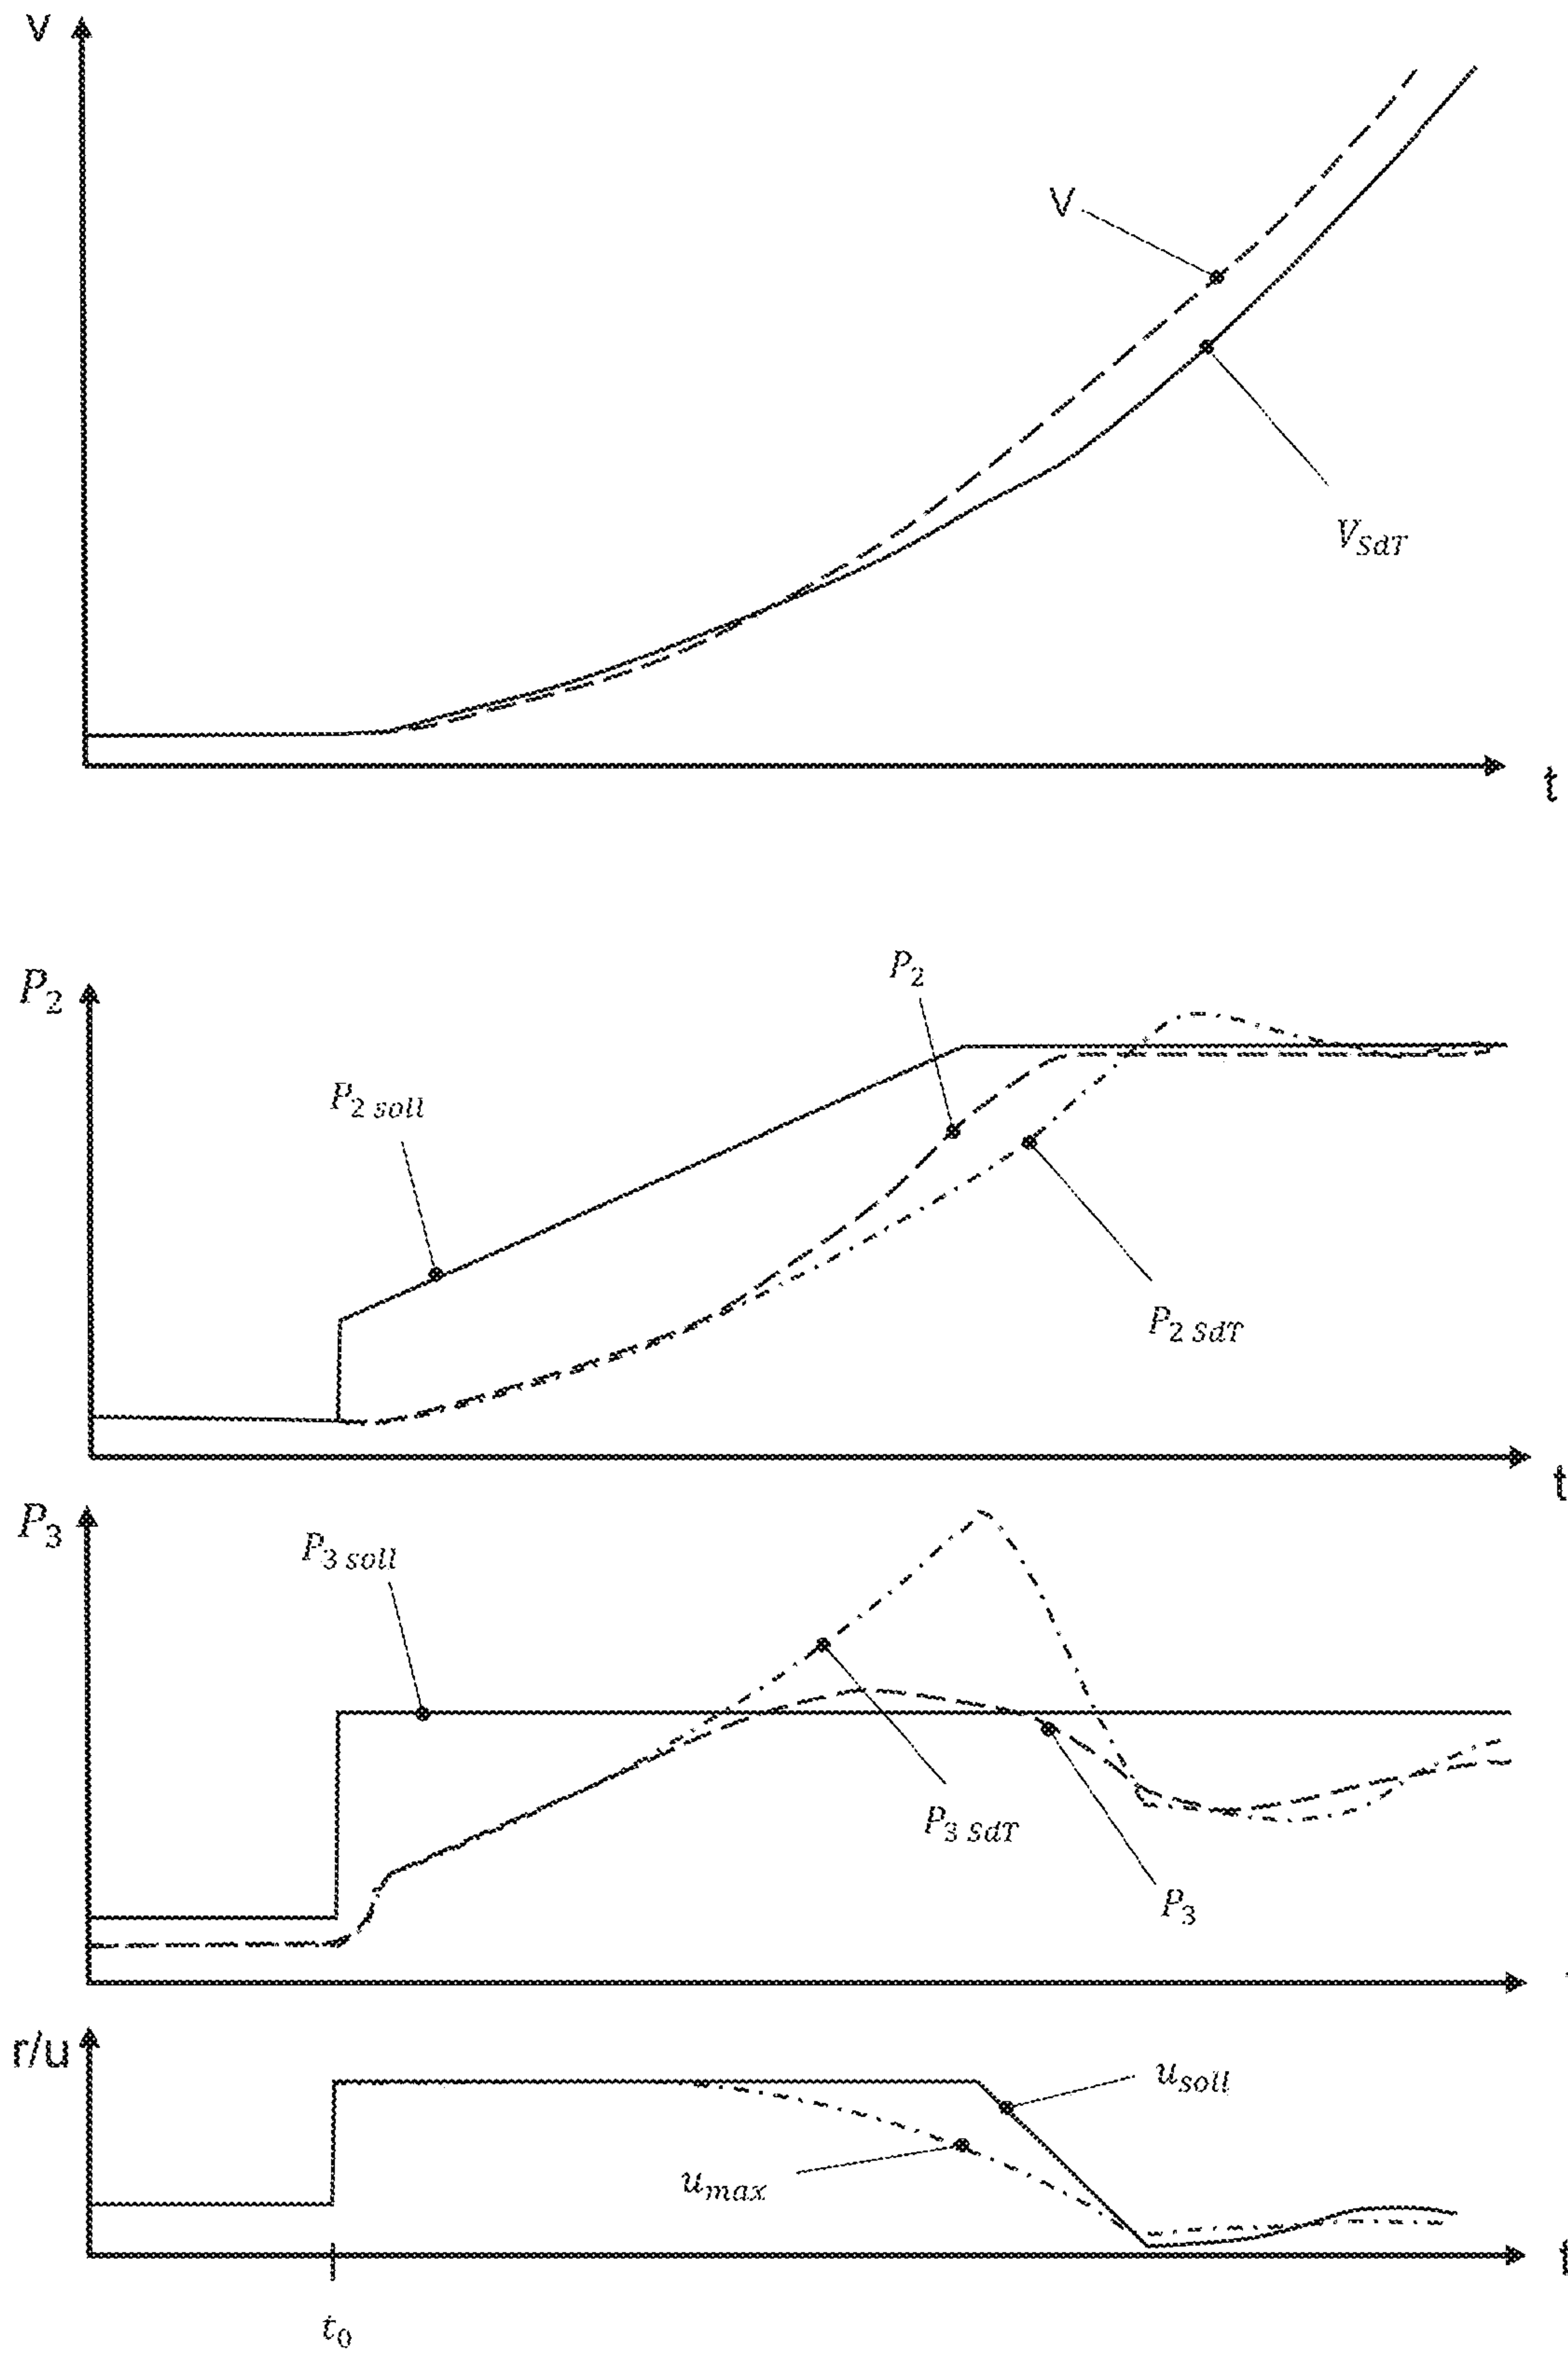 v
V
V_SdT
t
P_2
P_2
P_2 soll
P_2 SdT
t
P_3
P_3 soll
P_3 SdT
P_3
r/u
u_soll
u_max
t_0